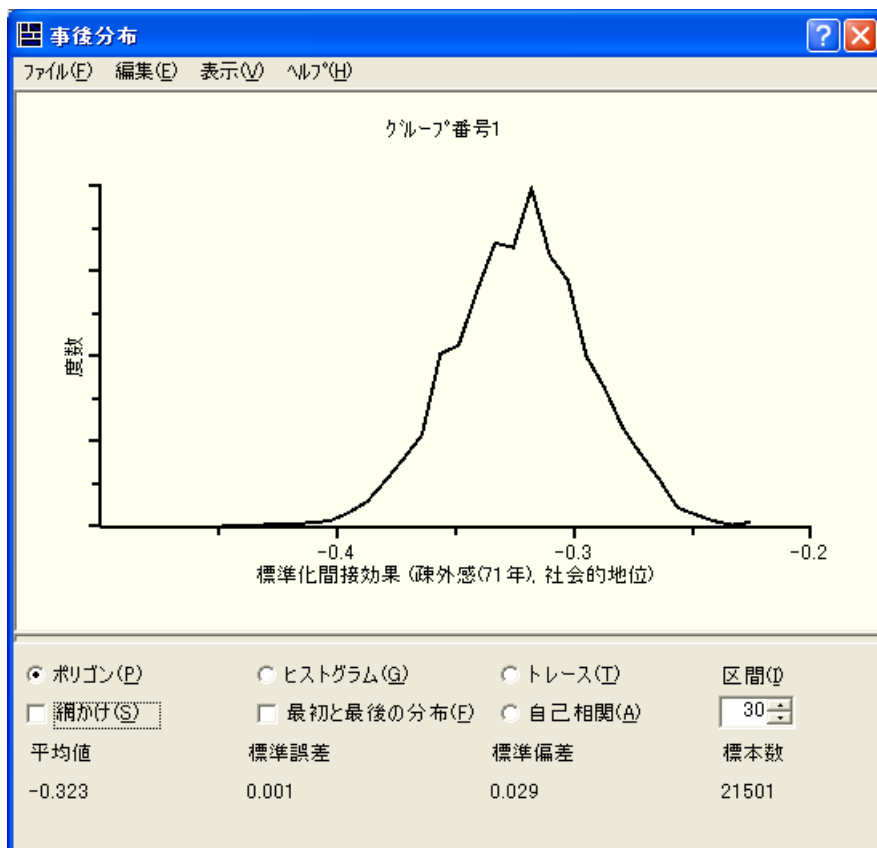 事後分布
ファイル(F) 編集(E) 表示(V) ヘルプ(H)
グループ番号1
度数
-0.4 -0.3 -0.2
標準化間接効果 (疎外感(71年), 社会的地位)
ポリゴン(P) ヒストグラム(G) トレース(T) 区間(I)
網かけ(S) 最初と最後の分布(F) 自己相関(A) 30
平均値 標準誤差 標準偏差 標本数
-0.323 0.001 0.029 21501